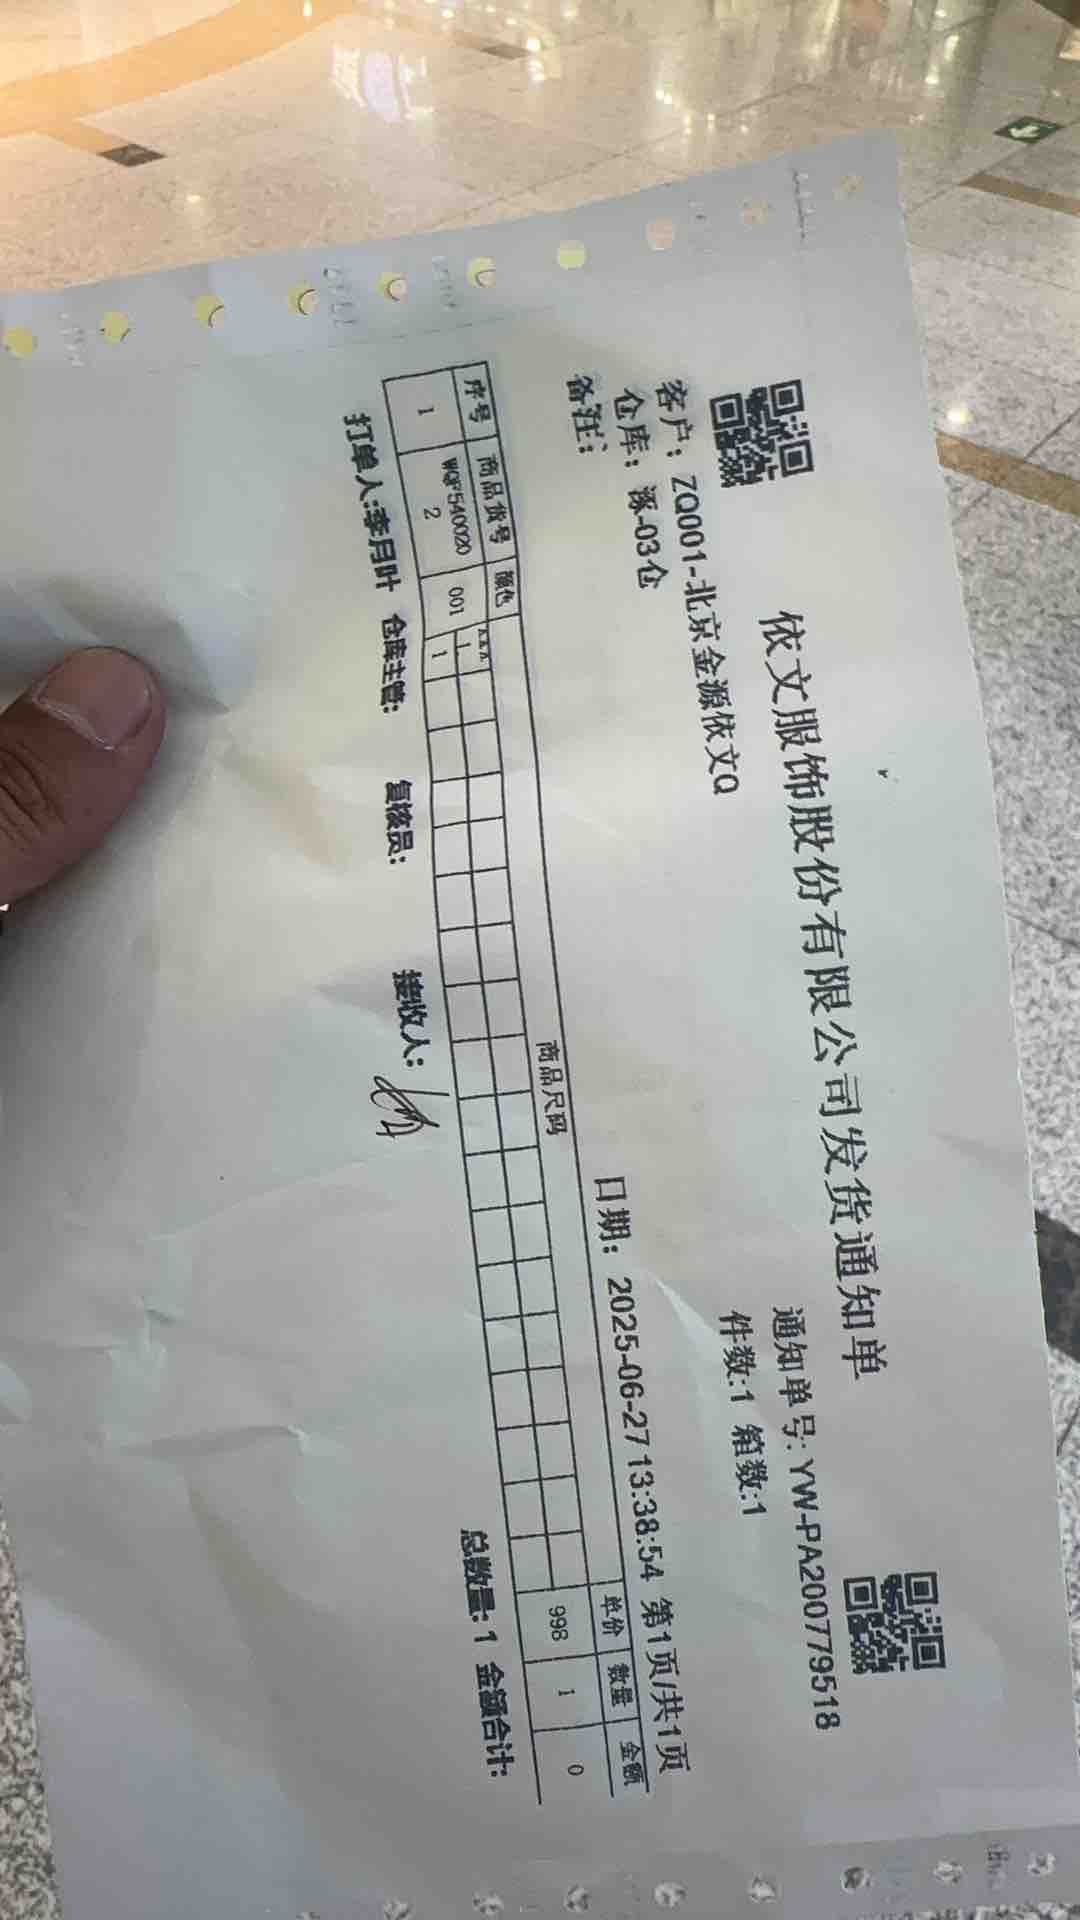 依文服饰股份有限公司发货通知单
通知单号: YW-PA200779518
件数:1 箱数:1
客户: ZQ001-北京金源依文Q
仓库: 涿-03仓
备注:
日期: 2025-06-27 13:38:54 第1页/共1页
序号 商品货号 颜色 商品尺码 单价 数量 金额
1 WQP5400202 001 1 998 1 0
总数量: 1 金额合计:
打单人:李月叶 仓库主管: 复核员: 接收人: